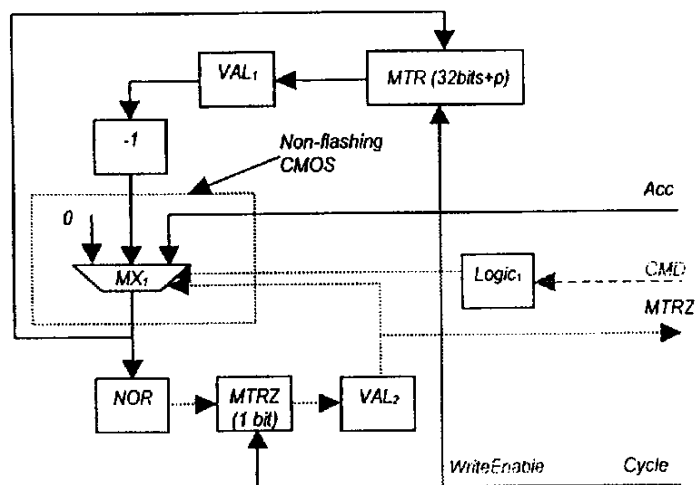 VAL₁
MTR (32bits+p)
-1
Non-flashing
CMOS
Acc
0
MX₁
Logic₁
CMD
MTRZ
NOR
MTRZ
(1 bit)
VAL₂
WriteEnable
Cycle